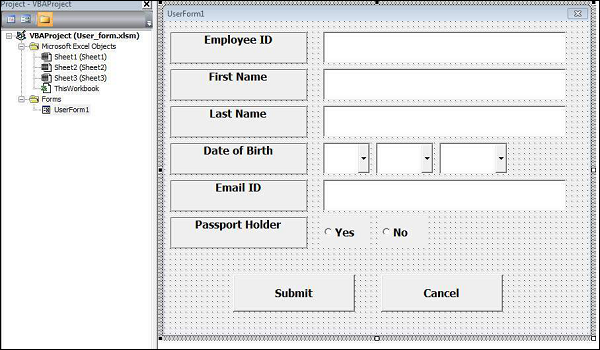 Project - VBAProject
VBAProject (User_form.xlsm)
Microsoft Excel Objects
Sheet1 (Sheet1)
Sheet2 (Sheet2)
Sheet3 (Sheet3)
ThisWorkbook
Forms
UserForm1
UserForm1
Employee ID
First Name
Last Name
Date of Birth
Email ID
Passport Holder
Yes No
Submit Cancel